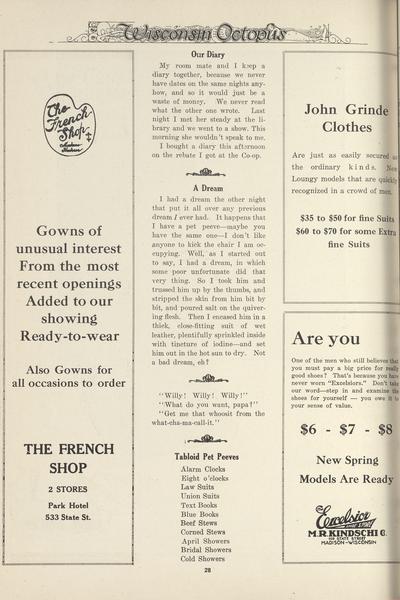 Wisconsin Octopus
The
French
Shop
Gowns of
unusual interest
From the most
recent openings
Added to our
showing
Ready-to-wear
Also Gowns for
all occasions to order
THE FRENCH
SHOP
2 STORES
Park Hotel
533 State St.
Our Diary
My room mate and I keep a
diary together, because we never
have dates on the same nights any-
how, and so it would just be a
waste of money. We never read
what the other one wrote. Last
night I met her steady at the li-
brary and we went to a show. This
morning she wouldn't speak to me.
I bought a diary this afternoon
on the rebate I got at the Co-op.
A Dream
I had a dream the other night
that put it all over any previous
dream I ever had. It happens that
I have a pet peeve—maybe you
have the same one—I don't like
anyone to kick the chair I am oc-
cupying. Well, as I started out
to say, I had a dream, in which
some poor unfortunate did that
very thing. So I took him and
trussed him up by the thumbs, and
stripped the skin from him bit by
bit, and poured salt on the quiver-
ing flesh. Then I encased him in a
thick, close-fitting suit of wet
leather, plentifully sprinkled inside
with tincture of iodine—and set
him out in the hot sun to dry. Not
a bad dream, eh?
"Willy! Willy! Willy!"
"What do you want, papa?"
"Get me that whoosit from the
what-cha-ma-call-it."
Tabloid Pet Peeves
Alarm Clocks
Eight o'clocks
Law Suits
Union Suits
Text Books
Blue Books
Beef Stews
Corned Stews
April Showers
Bridal Showers
Cold Showers
28
John Grinde
Clothes
Are just as easily secured as
the ordinary kinds. New
Loungy models that are quickly
recognized in a crowd of men.
$35 to $50 for fine Suits
$60 to $70 for some Extra
fine Suits
Are you
One of the men who still believes that
you must pay a big price for really
good shoes? That's because you have
never worn "Excelsiors." Don't take
our word—step in and examine the
shoes for yourself — you owe it to
your sense of value.
$6 - $7 - $8
New Spring
Models Are Ready
Excelsior
SHOE STORE
M.R. KINDSCHI
STATE STREET
MADISON-WISCONSIN